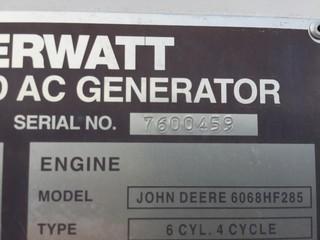 ERWATT
D AC GENERATOR
SERIAL NO. 7600459
ENGINE
MODEL JOHN DEERE 6068HF285
TYPE 6 CYL. 4 CYCLE